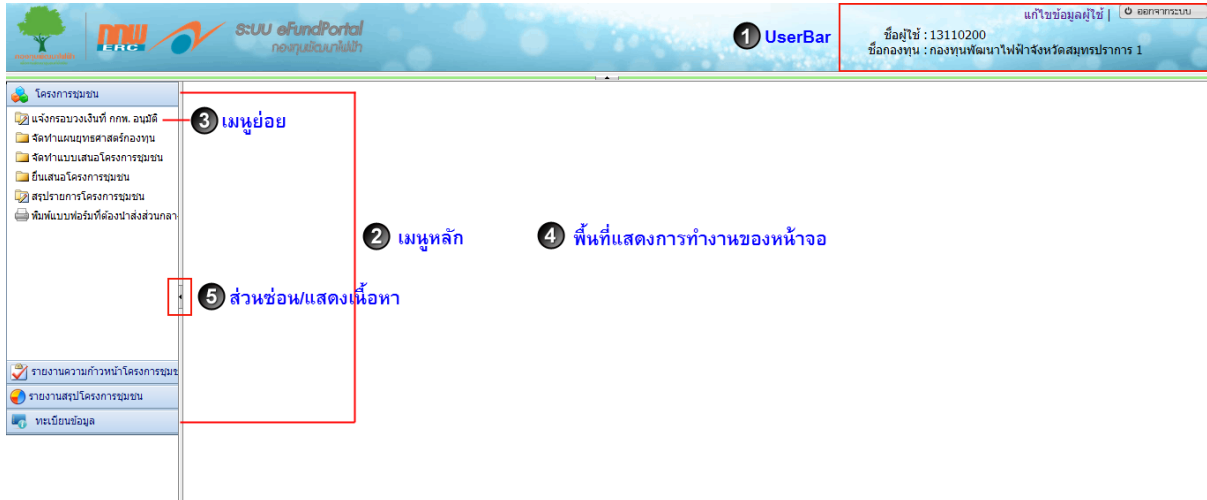 แก้ไขข้อมูลผู้ใช้ | ออกจากระบบ
กกพ ERC
ระบบ eFundPortal
กองทุนพัฒนาไฟฟ้า
1 UserBar
ชื่อผู้ใช้ : 13110200
ชื่อกองทุน : กองทุนพัฒนาไฟฟ้าจังหวัดสมุทรปราการ 1
โครงการชุมชน
แจ้งกรอบวงเงินที่ กกพ. อนุมัติ
3 เมนูย่อย
จัดทำแผนยุทธศาสตร์กองทุน
จัดทำแบบเสนอโครงการชุมชน
ยื่นเสนอโครงการชุมชน
สรุปรายการโครงการชุมชน
พิมพ์แบบฟอร์มที่ต้องนำส่งส่วนกลา
2 เมนูหลัก
4 พื้นที่แสดงการทำงานของหน้าจอ
5 ส่วนซ่อน/แสดงเนื้อหา
รายงานความก้าวหน้าโครงการชุมช
รายงานสรุปโครงการชุมชน
ทะเบียนข้อมูล